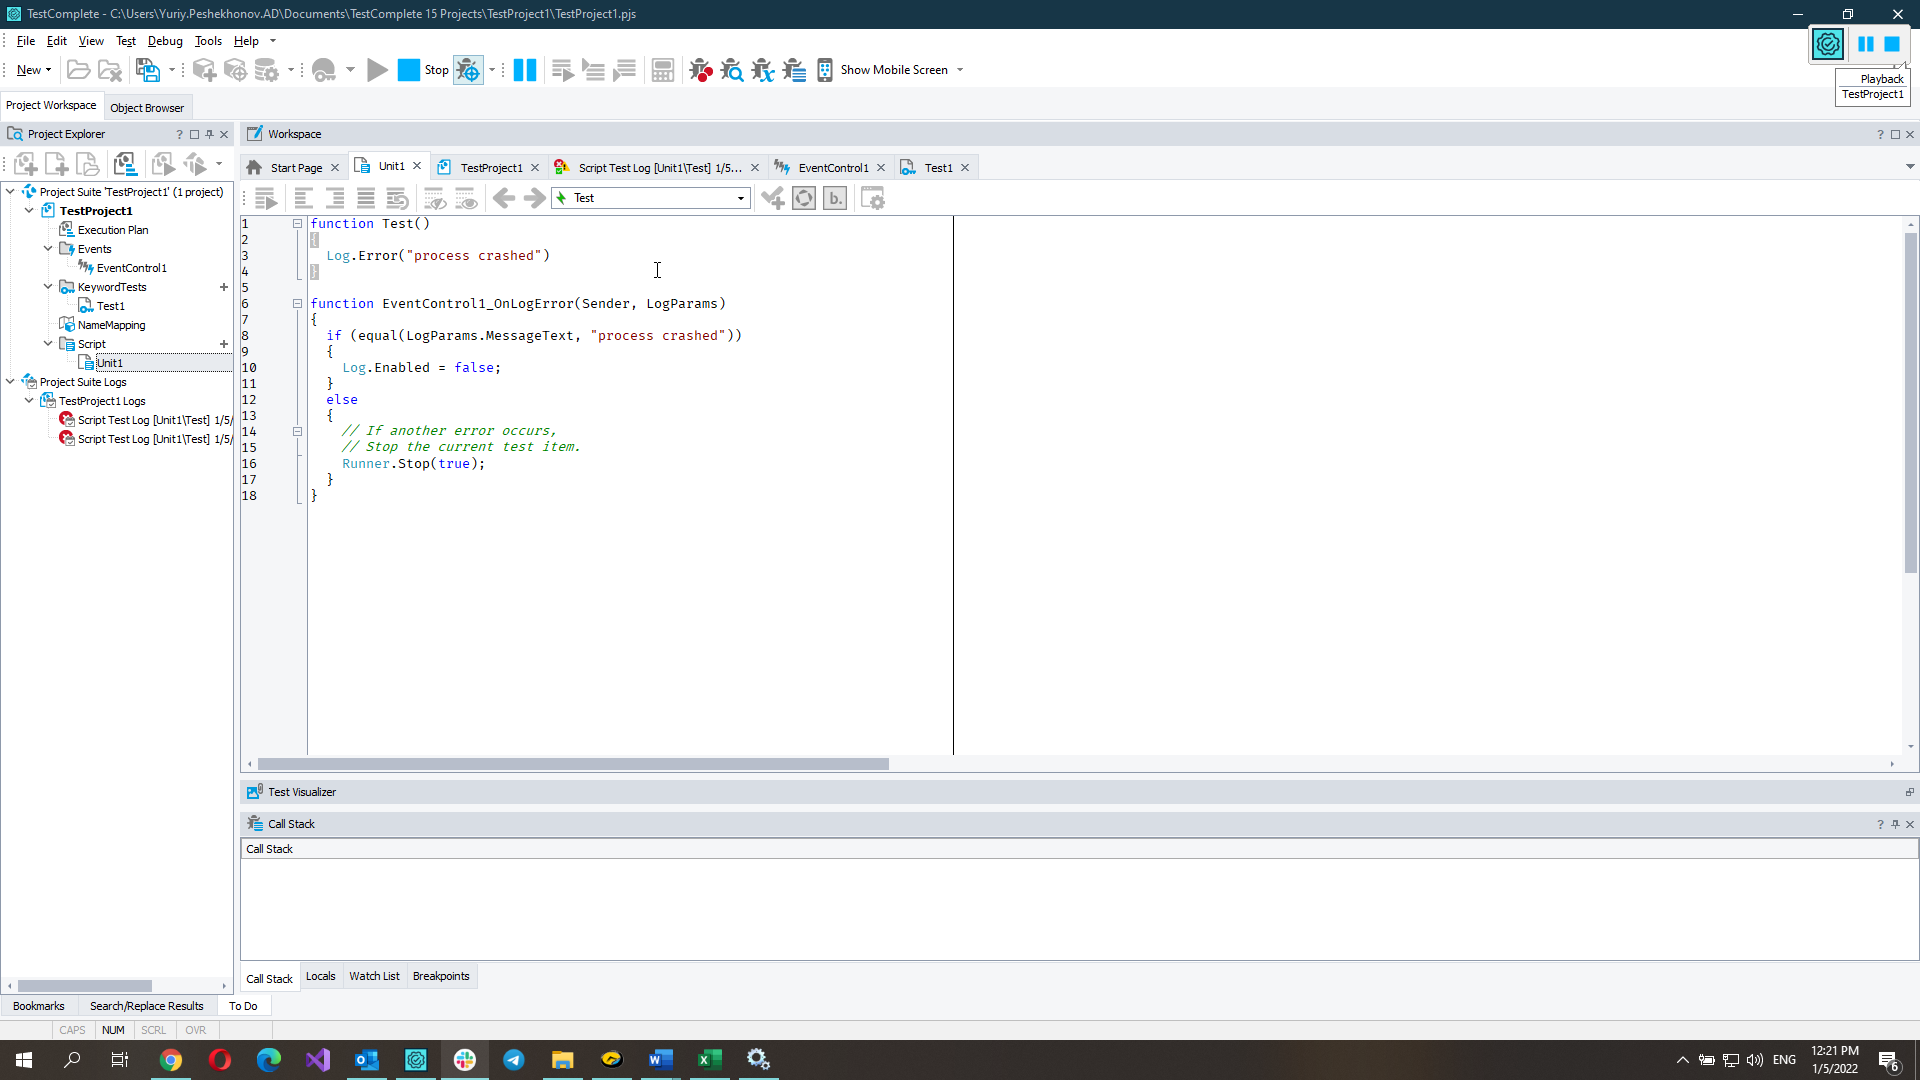 TestComplete - C:\Users\Yuriy.Peshekhonov.AD\Documents\TestComplete 15 Projects\TestProject1\TestProject1.pjs
File Edit View Test Debug Tools Help
New Stop Show Mobile Screen
Playback
TestProject1
Project Workspace Object Browser
Project Explorer
Workspace
Start Page Unit1 TestProject1 Script Test Log [Unit1\Test] 1/5... EventControl1 Test1
Test
Project Suite 'TestProject1' (1 project)
TestProject1
Execution Plan
Events
EventControl1
KeywordTests
Test1
NameMapping
Script
Unit1
Project Suite Logs
TestProject1 Logs
Script Test Log [Unit1\Test] 1/5/
Script Test Log [Unit1\Test] 1/5/
1 function Test()
2 {
3 Log.Error("process crashed")
4 }
5
6 function EventControl1_OnLogError(Sender, LogParams)
7 {
8 if (equal(LogParams.MessageText, "process crashed"))
9 {
10 Log.Enabled = false;
11 }
12 else
13 {
14 // If another error occurs,
15 // Stop the current test item.
16 Runner.Stop(true);
17 }
18 }
Test Visualizer
Call Stack
Call Stack
Call Stack Locals Watch List Breakpoints
Bookmarks Search/Replace Results To Do
CAPS NUM SCRL OVR
ENG
12:21 PM
1/5/2022
6